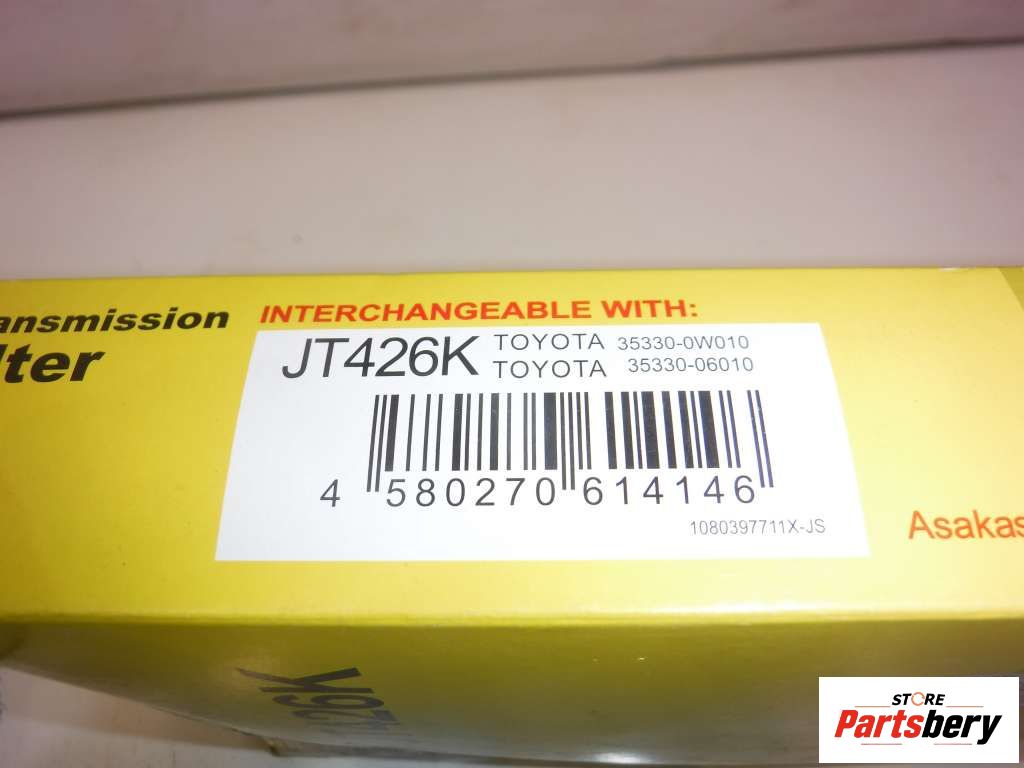 ansmission
lter
INTERCHANGEABLE WITH:
JT426K
TOYOTA 35330-0W010
TOYOTA 35330-06010
4 580270 614146
1080397711X-JS
Asakas
STORE
Partsbery